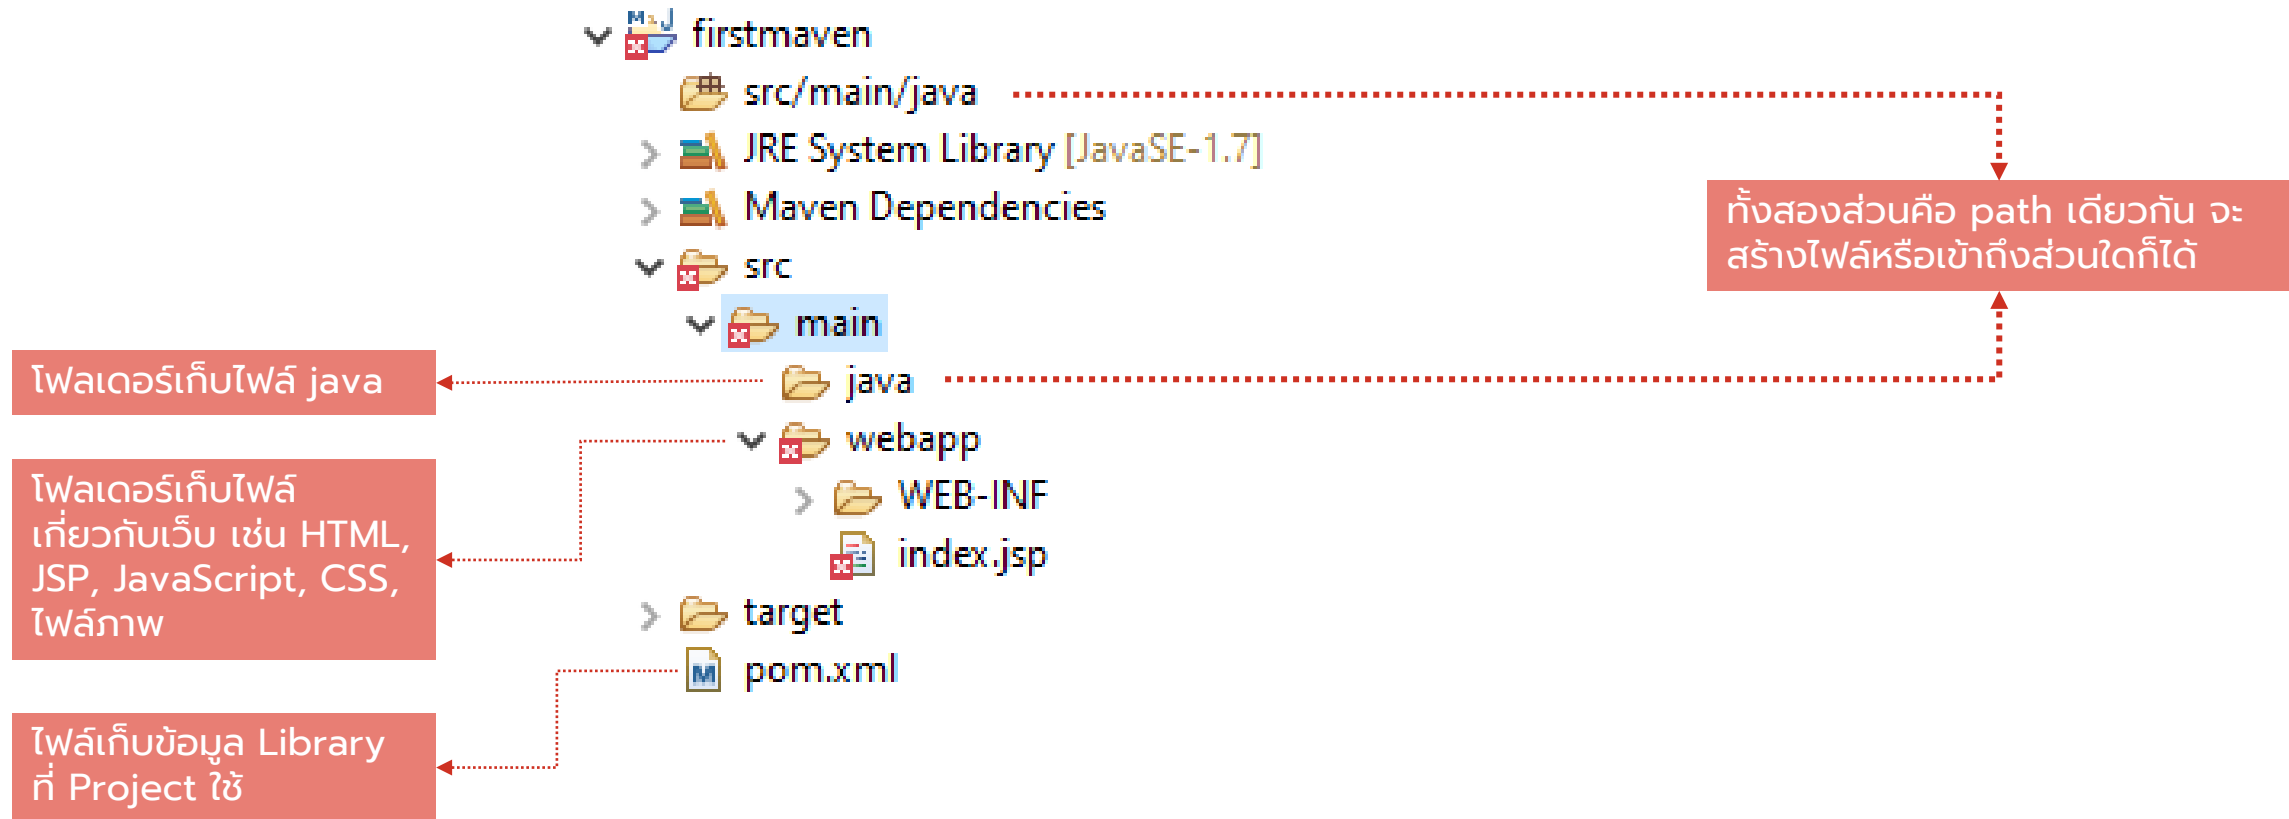 firstmaven
src/main/java
JRE System Library [JavaSE-1.7]
Maven Dependencies
src
main
java
webapp
WEB-INF
index.jsp
target
pom.xml
ทั้งสองส่วนคือ path เดียวกัน จะ
สร้างไฟล์หรือเข้าถึงส่วนใดก็ได้
โฟลเดอร์เก็บไฟล์ java
โฟลเดอร์เก็บไฟล์
เกี่ยวกับเว็บ เช่น HTML,
JSP, JavaScript, CSS,
ไฟล์ภาพ
ไฟล์เก็บข้อมูล Library
ที่ Project ใช้